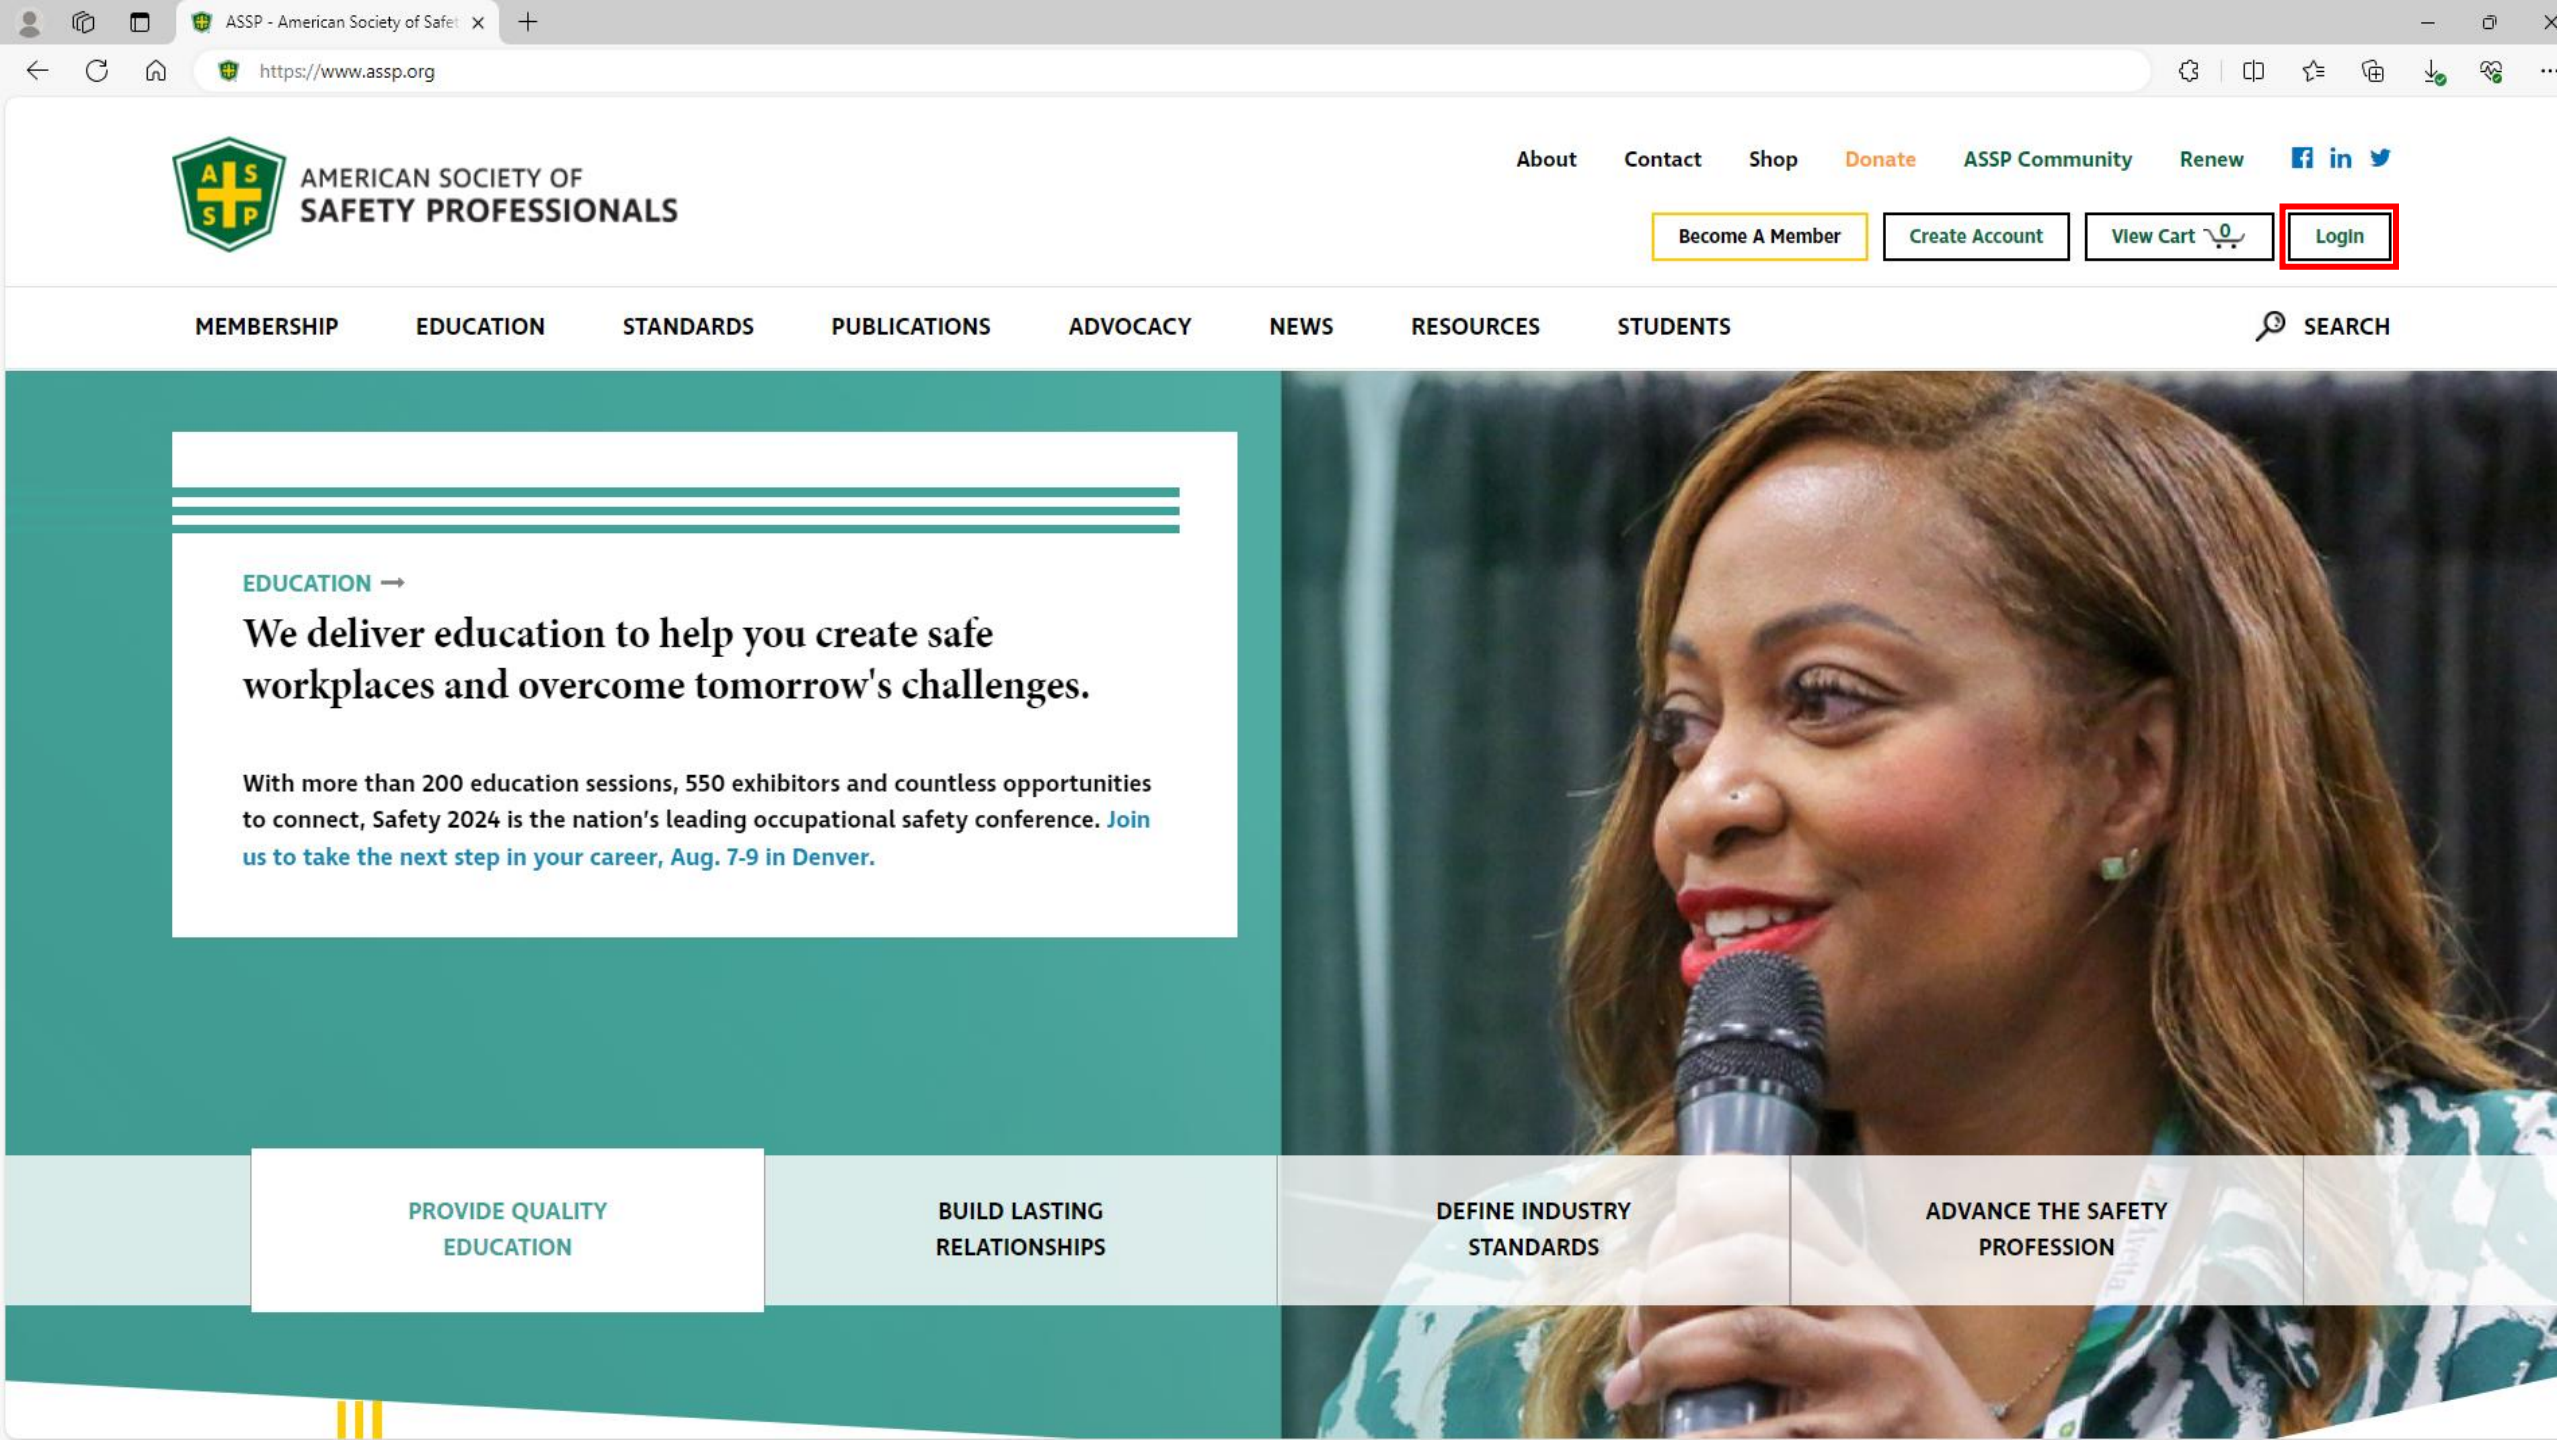 ASSP - American Society of Safet
https://www.assp.org
A S
S P
AMERICAN SOCIETY OF
SAFETY PROFESSIONALS
About Contact Shop Donate ASSP Community Renew
Become A Member Create Account View Cart 0 Login
MEMBERSHIP EDUCATION STANDARDS PUBLICATIONS ADVOCACY NEWS RESOURCES STUDENTS SEARCH
EDUCATION →
We deliver education to help you create safe
workplaces and overcome tomorrow's challenges.
With more than 200 education sessions, 550 exhibitors and countless opportunities
to connect, Safety 2024 is the nation's leading occupational safety conference. Join
us to take the next step in your career, Aug. 7-9 in Denver.
PROVIDE QUALITY
EDUCATION
BUILD LASTING
RELATIONSHIPS
DEFINE INDUSTRY
STANDARDS
ADVANCE THE SAFETY
PROFESSION